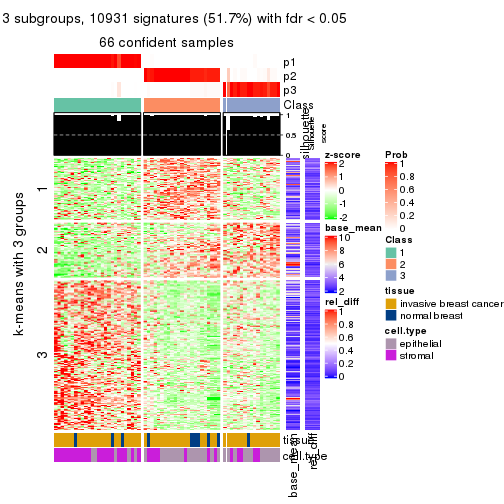 3 subgroups, 10931 signatures (51.7%) with fdr < 0.05
66 confident samples
p1
p2
p3
Class
1
0.5
0
silhouette
silhouette
score
k-means with 3 groups
1
2
3
tissue
cell.type
base_mean
rel_diff
z-score
2
1
0
-1
-2
base_mean
10
8
6
4
2
rel_diff
1
0.8
0.6
0.4
0.2
0
Prob
1
0.8
0.6
0.4
0.2
0
Class
1
2
3
tissue
invasive breast cancer
normal breast
cell.type
epithelial
stromal